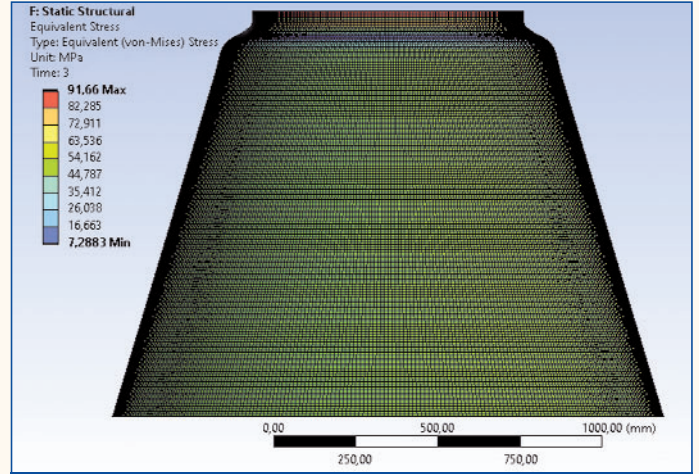 F: Static Structural
Equivalent Stress
Type: Equivalent (von-Mises) Stress
Unit: MPa
Time: 3
91,66 Max
82,285
72,911
63,536
54,162
44,787
35,412
26,038
16,663
7,2883 Min
0,00 500,00 1000,00 (mm)
250,00 750,00